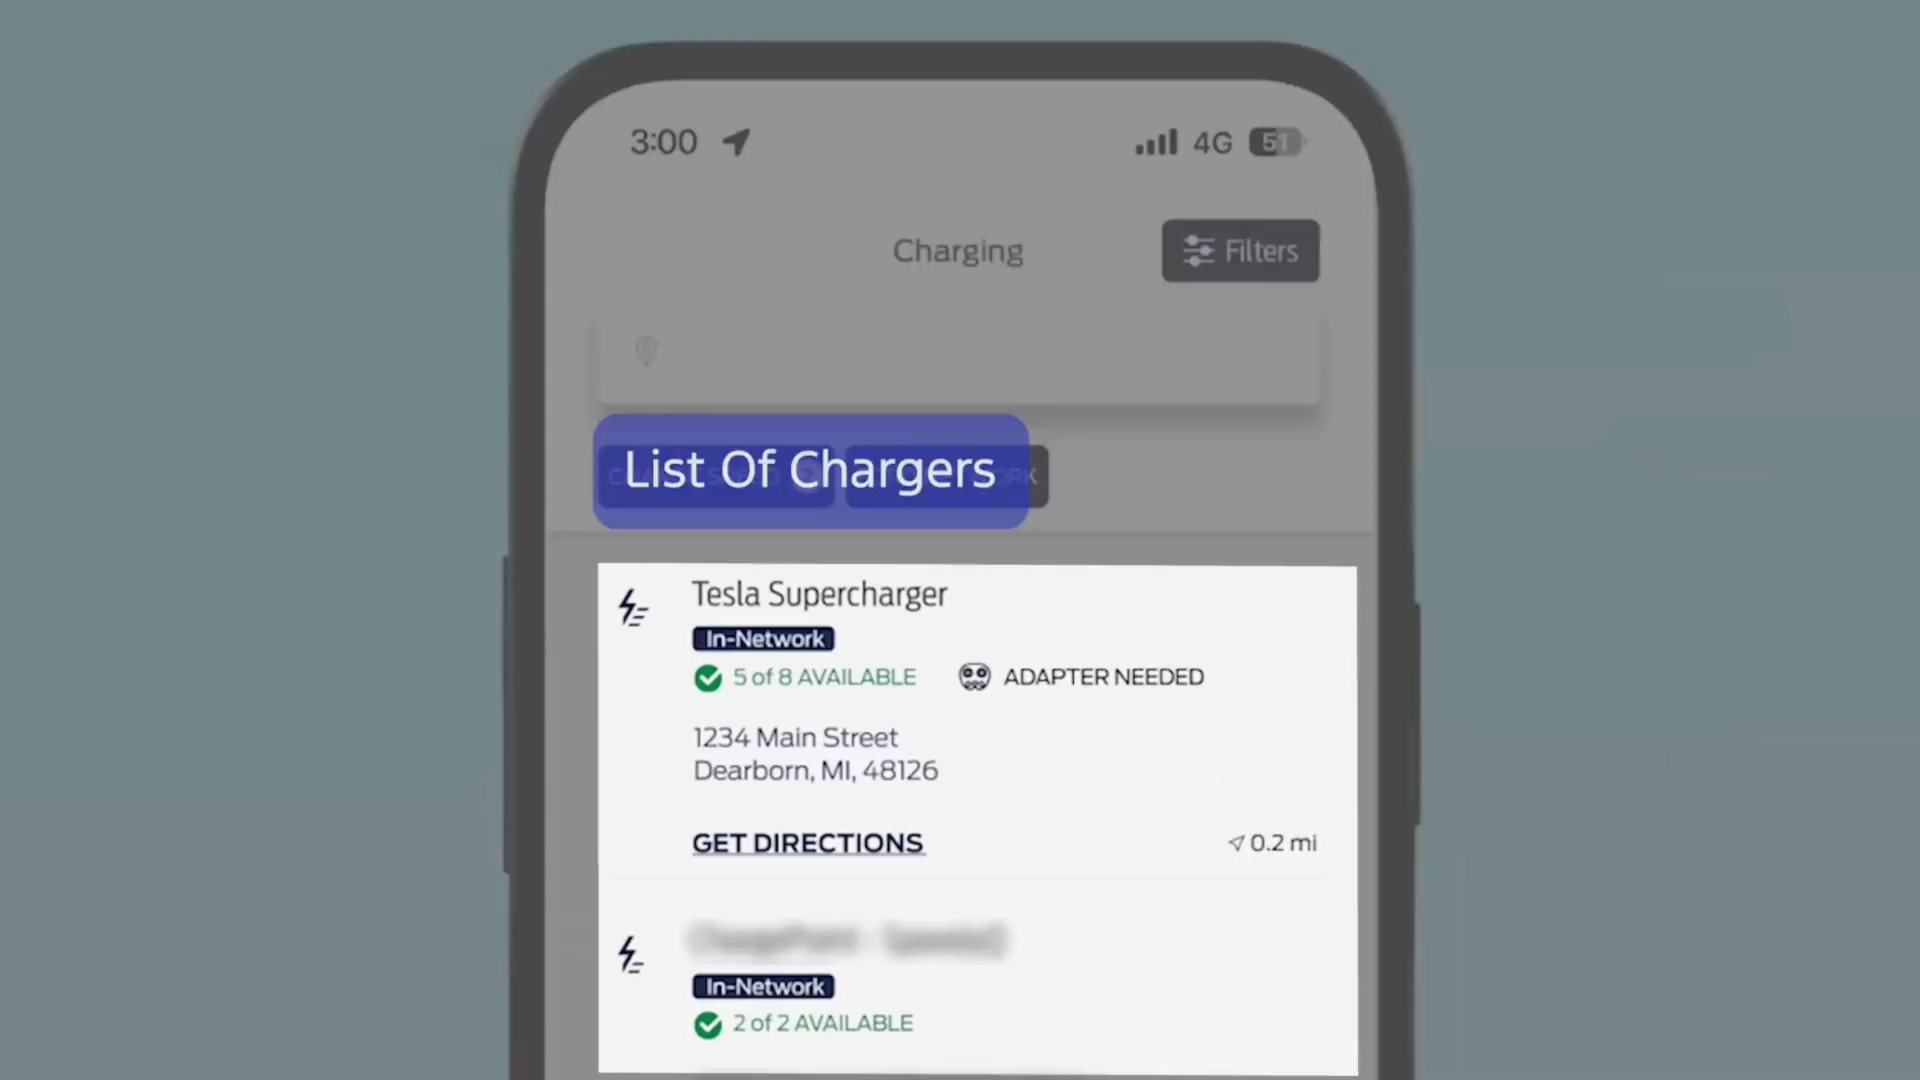 3:00
4G
51
Charging
Filters
List Of Chargers
Tesla Supercharger
In-Network
5 of 8 AVAILABLE
ADAPTER NEEDED
1234 Main Street
Dearborn, MI, 48126
GET DIRECTIONS
0.2 mi
In-Network
2 of 2 AVAILABLE